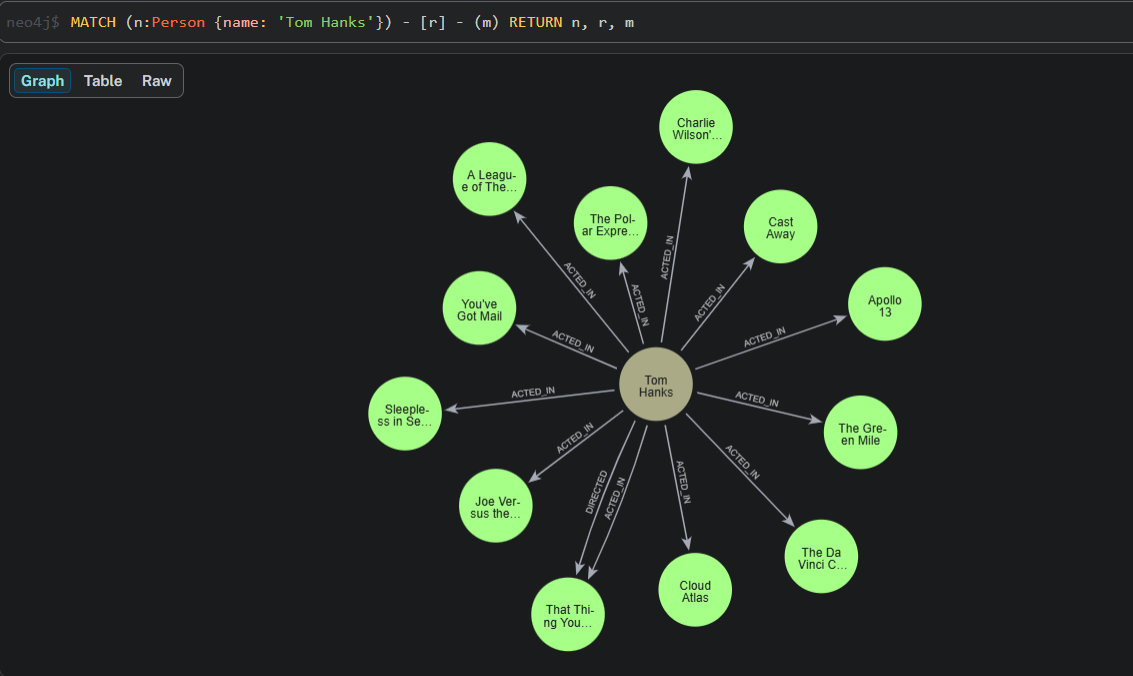 neo4j$ MATCH (n:Person {name: 'Tom Hanks'}) - [r] - (m) RETURN n, r, m
Graph Table Raw
Charlie
Wilson'...
A Leagu-
e of The...
The Pol-
ar Expre...
Cast
Away
You've
Got Mail
Apollo
13
Tom
Hanks
Sleeple-
ss in Se...
The Gre-
en Mile
Joe Ver-
sus the...
The Da
Vinci C...
Cloud
Atlas
That Thi-
ng You...
ACTED_IN
ACTED_IN
ACTED_IN
ACTED_IN
ACTED_IN
ACTED_IN
ACTED_IN
ACTED_IN
ACTED_IN
ACTED_IN
ACTED_IN
DIRECTED
ACTED_IN